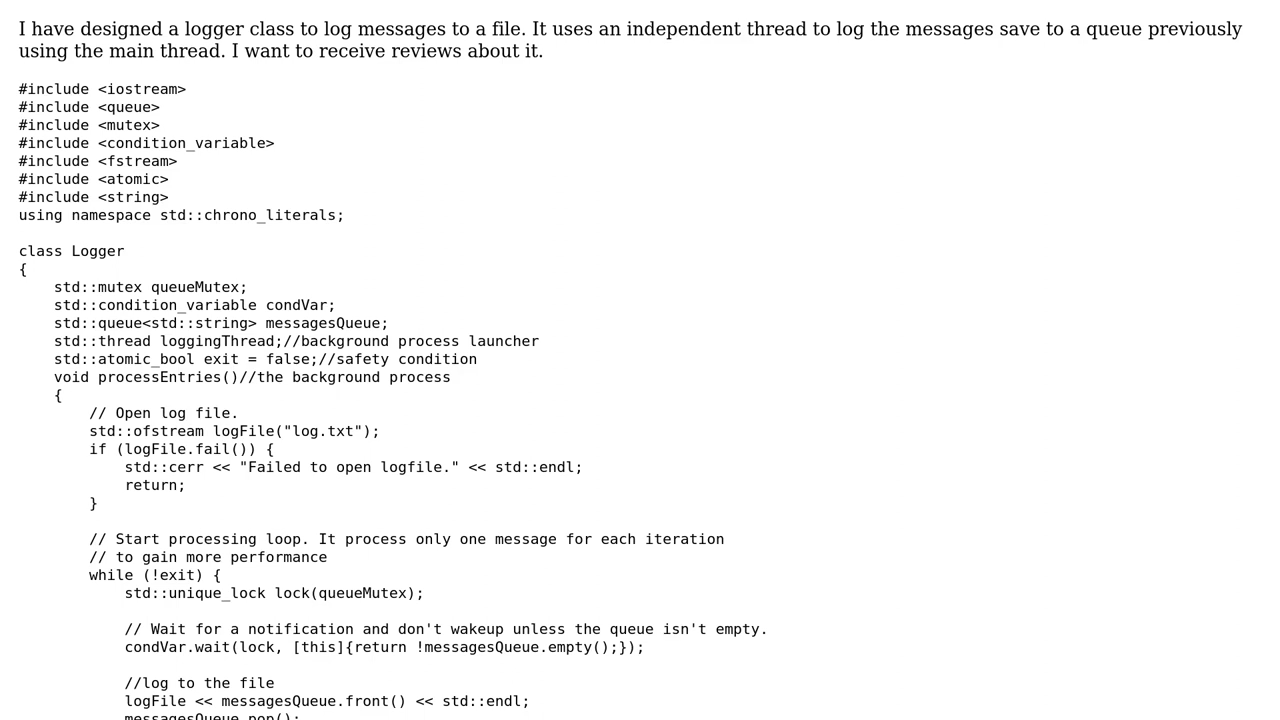 I have designed a logger class to log messages to a file. It uses an independent thread to log the messages save to a queue previously
using the main thread. I want to receive reviews about it.
#include <iostream>
#include <queue>
#include <mutex>
#include <condition_variable>
#include <fstream>
#include <atomic>
#include <string>
using namespace std::chrono_literals;

class Logger
{
    std::mutex queueMutex;
    std::condition_variable condVar;
    std::queue<std::string> messagesQueue;
    std::thread loggingThread;//background process launcher
    std::atomic_bool exit = false;//safety condition
    void processEntries()//the background process
    {
        // Open log file.
        std::ofstream logFile("log.txt");
        if (logFile.fail()) {
            std::cerr << "Failed to open logfile." << std::endl;
            return;
        }

        // Start processing loop. It process only one message for each iteration
        // to gain more performance
        while (!exit) {
            std::unique_lock lock(queueMutex);

            // Wait for a notification and don't wakeup unless the queue isn't empty.
            condVar.wait(lock, [this]{return !messagesQueue.empty();});

            //log to the file
            logFile << messagesQueue.front() << std::endl;
            messagesQueue.pop();